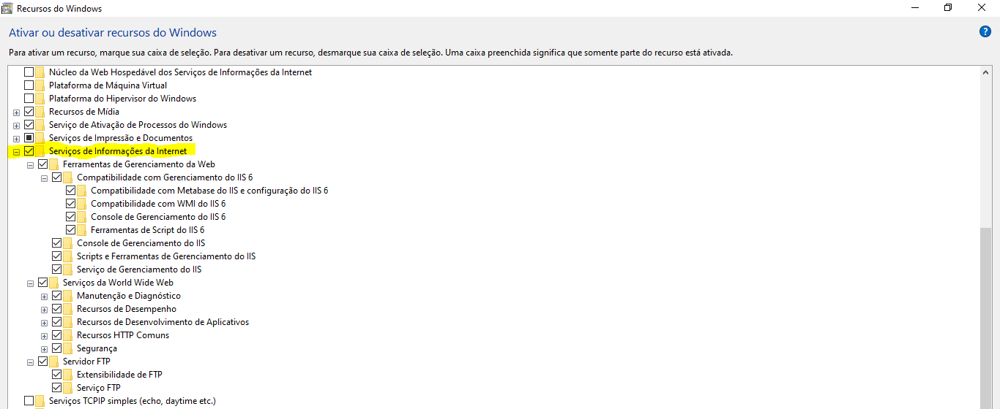 Recursos do Windows
Ativar ou desativar recursos do Windows
?
Para ativar um recurso, marque sua caixa de seleção. Para desativar um recurso, desmarque sua caixa de seleção. Uma caixa preenchida significa que somente parte do recurso está ativada.
Núcleo da Web Hospedável dos Serviços de Informações da Internet
Plataforma de Máquina Virtual
Plataforma do Hipervisor do Windows
Recursos de Mídia
Serviço de Ativação de Processos do Windows
Serviços de Impressão e Documentos
Serviços de Informações da Internet
Ferramentas de Gerenciamento da Web
Compatibilidade com Gerenciamento do IIS 6
Compatibilidade com Metabase do IIS e configuração do IIS 6
Compatibilidade com WMI do IIS 6
Console de Gerenciamento do IIS 6
Ferramentas de Script do IIS 6
Console de Gerenciamento do IIS
Scripts e Ferramentas de Gerenciamento do IIS
Serviço de Gerenciamento do IIS
Serviços da World Wide Web
Manutenção e Diagnóstico
Recursos de Desempenho
Recursos de Desenvolvimento de Aplicativos
Recursos HTTP Comuns
Segurança
Servidor FTP
Extensibilidade de FTP
Serviço FTP
Serviços TCPIP simples (echo, daytime etc.)